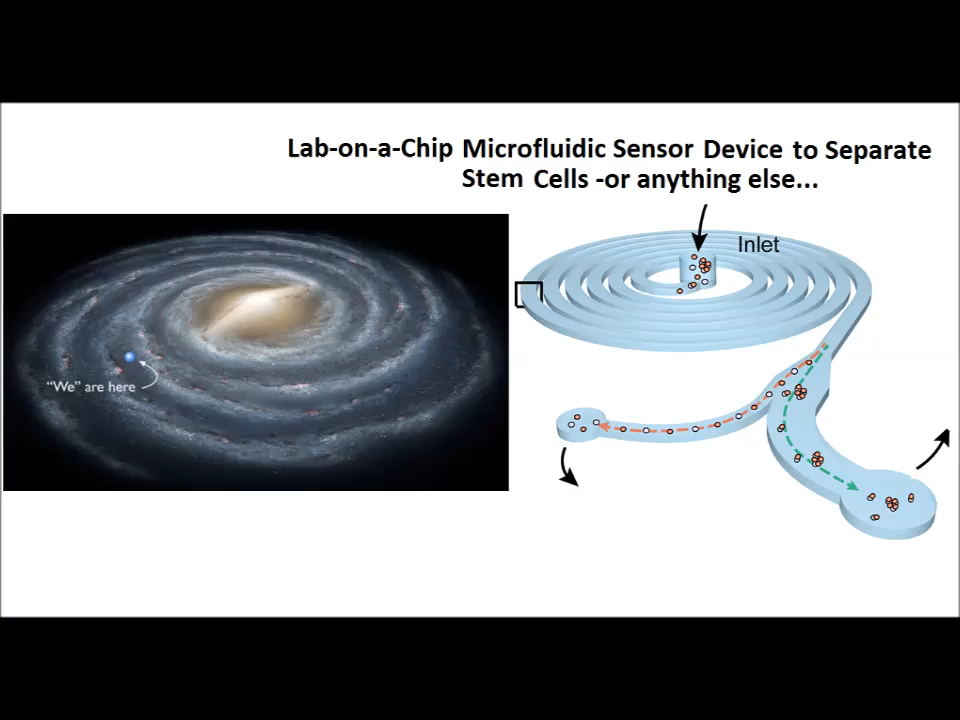 Lab-on-a-Chip Microfluidic Sensor Device to Separate
Stem Cells -or anything else...
Inlet
"We" are here